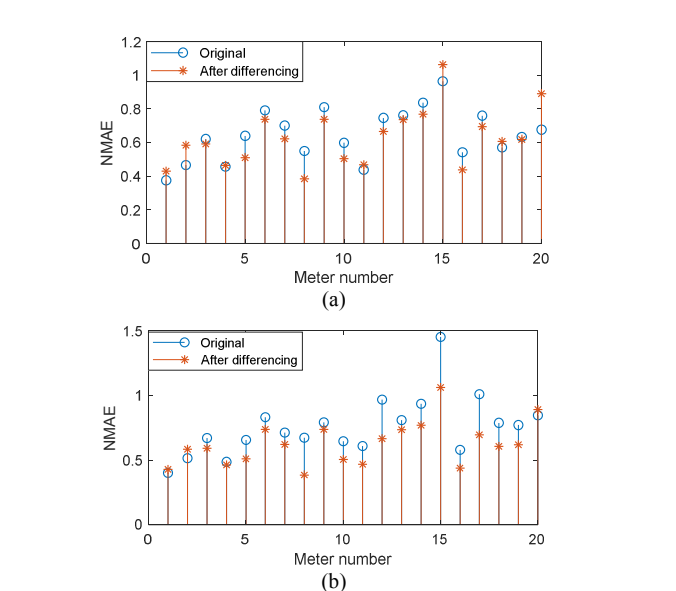 1.2
1
0.8
0.6
0.4
0.2
0
NMAE
Original
After differencing
0 5 10 15 20
Meter number
(a)
1.5
1
0.5
0
NMAE
Original
After differencing
0 5 10 15 20
Meter number
(b)